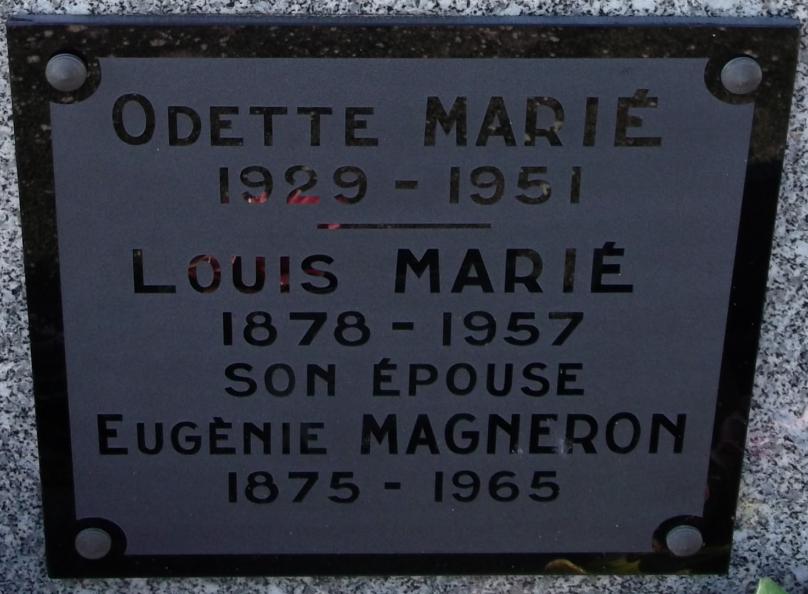 ODETTE MARIÉ
1929 - 1951
LOUIS MARIÉ
1878 - 1957
SON ÉPOUSE
EUGÈNIE MAGNERON
1875 - 1965